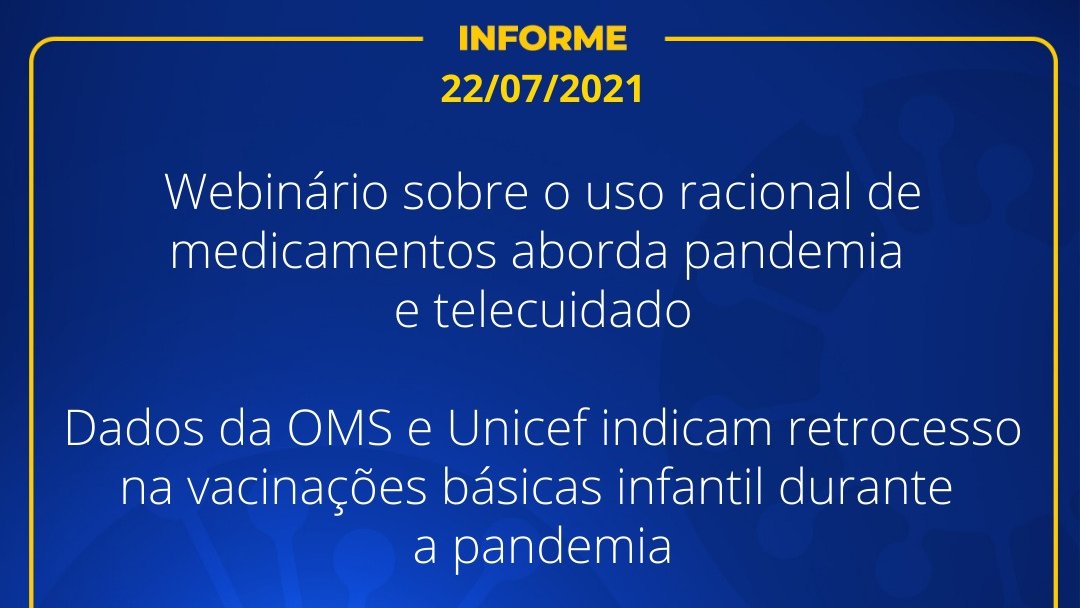 INFORME
22/07/2021
Webinário sobre o uso racional de
medicamentos aborda pandemia
e telecuidado
Dados da OMS e Unicef indicam retrocesso
na vacinações básicas infantil durante
a pandemia